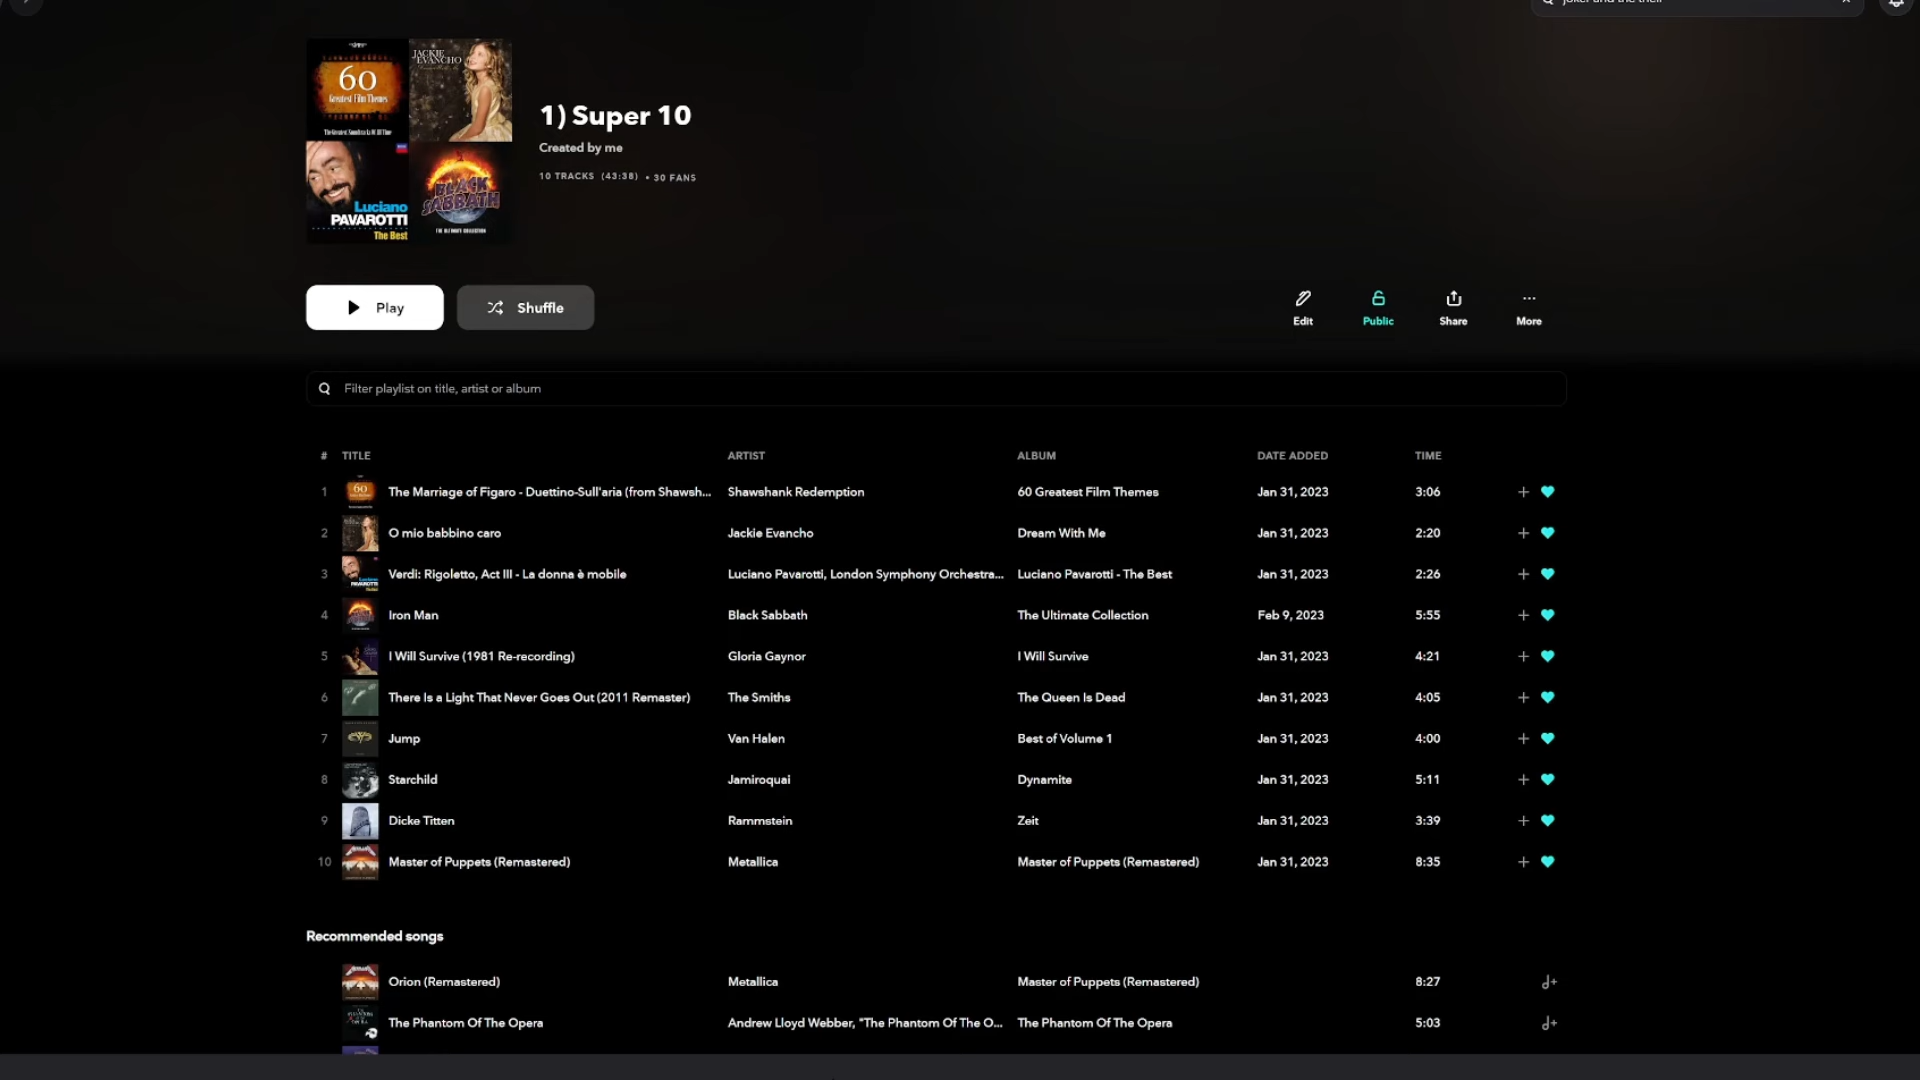 60
Greatest Film Themes
JACKIE
EVANCHO
Luciano
PAVAROTTI
The Best
BLACK
SABBATH
THE ULTIMATE COLLECTION
1) Super 10
Created by me
10 TRACKS (43:38) • 30 FANS
Play
Shuffle
Edit
Public
Share
More
Filter playlist on title, artist or album
# TITLE ARTIST ALBUM DATE ADDED TIME
1 The Marriage of Figaro - Duettino-Sull'aria (from Shawsh... Shawshank Redemption 60 Greatest Film Themes Jan 31, 2023 3:06
2 O mio babbino caro Jackie Evancho Dream With Me Jan 31, 2023 2:20
3 Verdi: Rigoletto, Act III - La donna è mobile Luciano Pavarotti, London Symphony Orchestra... Luciano Pavarotti - The Best Jan 31, 2023 2:26
4 Iron Man Black Sabbath The Ultimate Collection Feb 9, 2023 5:55
5 I Will Survive (1981 Re-recording) Gloria Gaynor I Will Survive Jan 31, 2023 4:21
6 There Is a Light That Never Goes Out (2011 Remaster) The Smiths The Queen Is Dead Jan 31, 2023 4:05
7 Jump Van Halen Best of Volume 1 Jan 31, 2023 4:00
8 Starchild Jamiroquai Dynamite Jan 31, 2023 5:11
9 Dicke Titten Rammstein Zeit Jan 31, 2023 3:39
10 Master of Puppets (Remastered) Metallica Master of Puppets (Remastered) Jan 31, 2023 8:35
Recommended songs
Orion (Remastered) Metallica Master of Puppets (Remastered) 8:27
The Phantom Of The Opera Andrew Lloyd Webber, "The Phantom Of The O... The Phantom Of The Opera 5:03